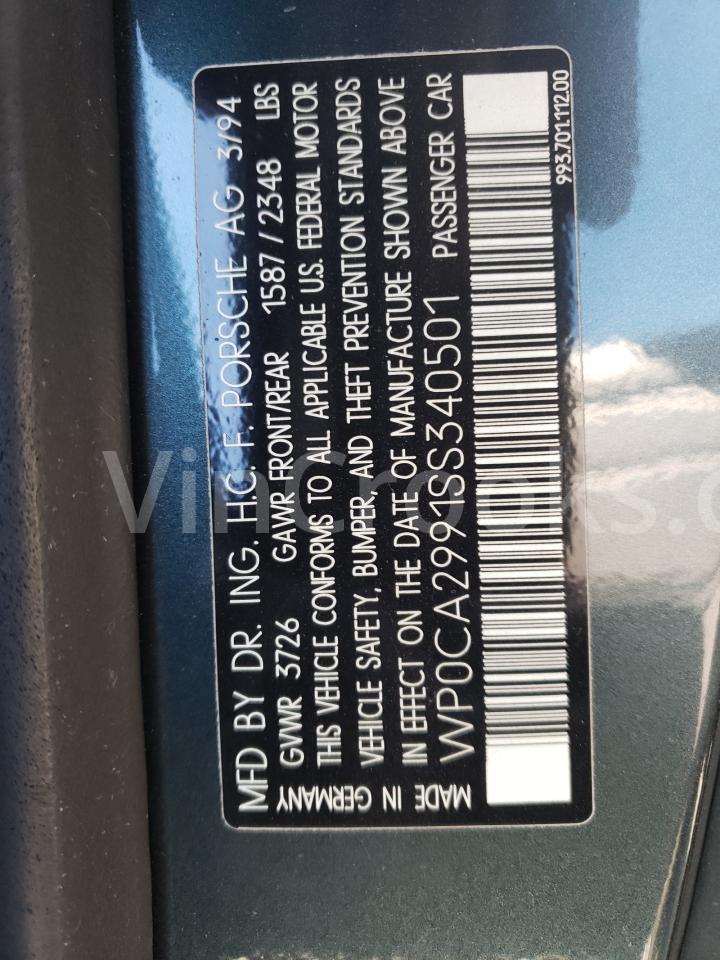 MFD BY DR. ING. H.C. F. PORSCHE AG 3/94
GVWR 3726 GAWR FRONT/REAR 1587/2348 LBS
THIS VEHICLE CONFORMS TO ALL APPLICABLE U.S. FEDERAL MOTOR
VEHICLE SAFETY, BUMPER, AND THEFT PREVENTION STANDARDS
IN EFFECT ON THE DATE OF MANUFACTURE SHOWN ABOVE
WP0CA2991SS340501 PASSENGER CAR
MADE IN GERMANY
993.701.112.00
VinCrooks.c